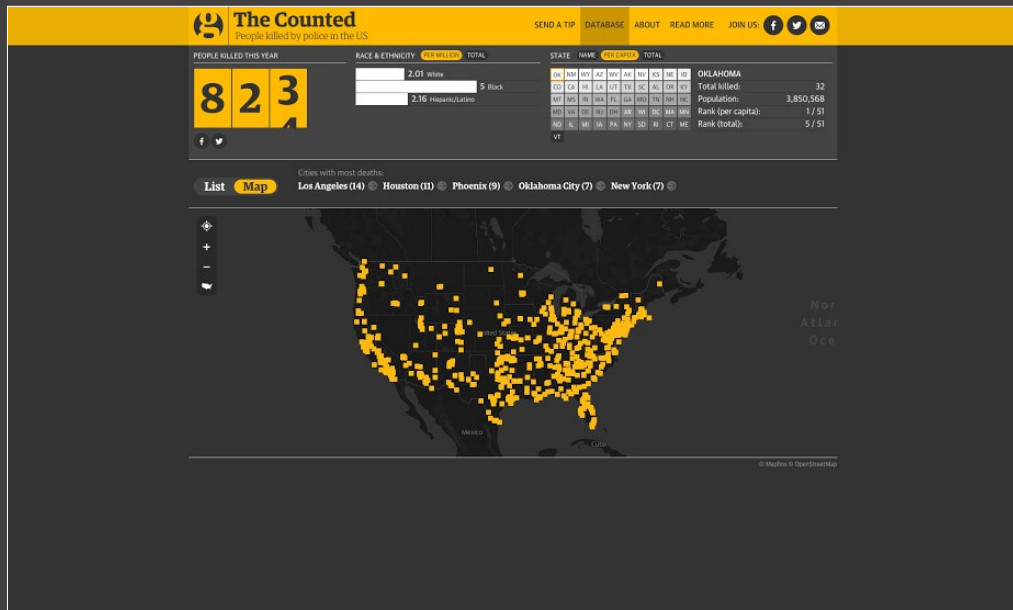 The Counted
People killed by police in the US
SEND A TIP DATABASE ABOUT READ MORE JOIN US:
PEOPLE KILLED THIS YEAR
8 2 3
4
RACE & ETHNICITY PER MILLION TOTAL
2.01 White
5 Black
2.16 Hispanic/Latino
STATE NAME PER CAPITA TOTAL
OK NM WY AZ WV AK NV KS NE ID
CO CA HI LA UT TX SC AL OR KY
MT MS IN WA FL GA MO TN NH NC
MD VA DE NJ OH AR WI DC MA MN
ND IL MI IA PA NY SD RI CT ME
VT
OKLAHOMA
Total killed: 32
Population: 3,850,568
Rank (per capita): 1 / 51
Rank (total): 5 / 51
List Map
Cities with most deaths:
Los Angeles (14) Houston (11) Phoenix (9) Oklahoma City (7) New York (7)
United States
Nor
Atlar
Oce
Mexico
Cuba
© Mapbox © OpenStreetMap